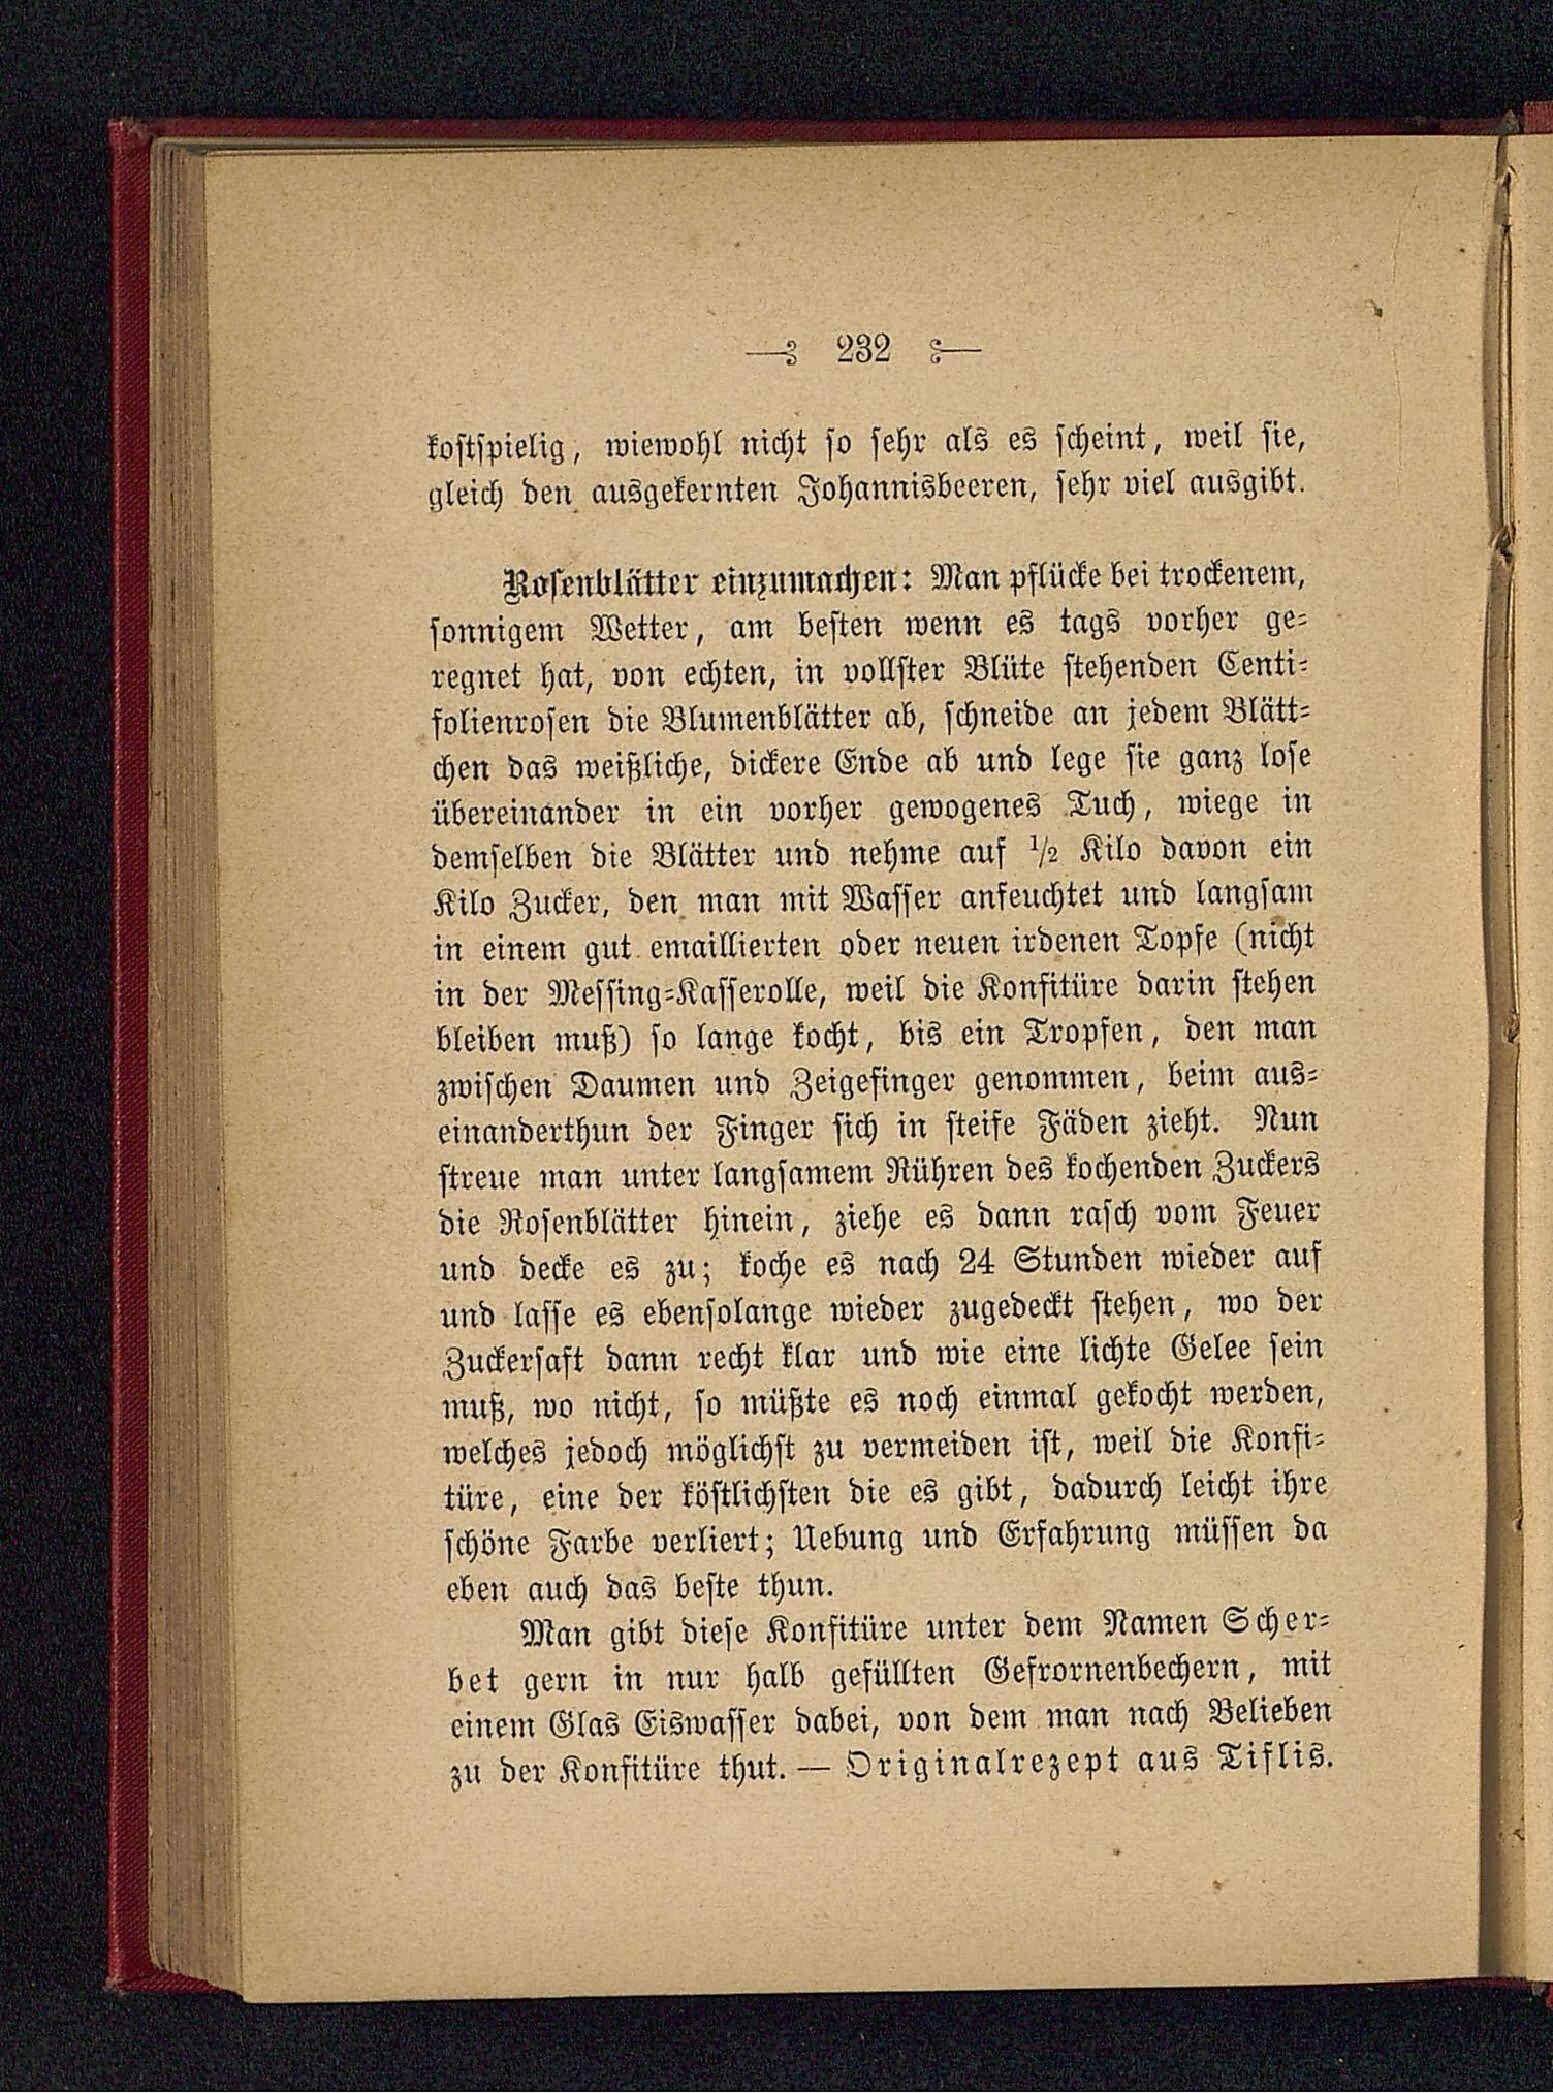 232
kostspielig, wiewohl nicht so sehr als es scheint, weil sie,
gleich den ausgekernten Johannisbeeren, sehr viel ausgibt.
Rosenblätter einzumachen: Man pflücke bei trockenem,
sonnigem Wetter, am besten wenn es tags vorher ge-
regnet hat, von echten, in vollster Blüte stehenden Centi-
folienrosen die Blumenblätter ab, schneide an jedem Blätt-
chen das weißliche, dickere Ende ab und lege sie ganz lose
übereinander in ein vorher gewogenes Tuch, wiege in
demselben die Blätter und nehme auf ½ Kilo davon ein
Kilo Zucker, den man mit Wasser anfeuchtet und langsam
in einem gut emaillierten oder neuen irdenen Topfe (nicht
in der Messing-Kasserolle, weil die Konfitüre darin stehen
bleiben muß) so lange kocht, bis ein Tropfen, den man
zwischen Daumen und Zeigefinger genommen, beim aus-
einanderthun der Finger sich in steife Fäden zieht. Nun
streue man unter langsamem Rühren des kochenden Zuckers
die Rosenblätter hinein, ziehe es dann rasch vom Feuer
und decke es zu; koche es nach 24 Stunden wieder auf
und lasse es ebensolange wieder zugedeckt stehen, wo der
Zuckersaft dann recht klar und wie eine lichte Gelee sein
muß, wo nicht, so müßte es noch einmal gekocht werden,
welches jedoch möglichst zu vermeiden ist, weil die Konfi-
türe, eine der köstlichsten die es gibt, dadurch leicht ihre
schöne Farbe verliert; Uebung und Erfahrung müssen da
eben auch das beste thun.
Man gibt diese Konfitüre unter dem Namen Scher-
bet gern in nur halb gefüllten Gefrornenbechern, mit
einem Glas Eiswasser dabei, von dem man nach Belieben
zu der Konfitüre thut. — Originalrezept aus Tiflis.